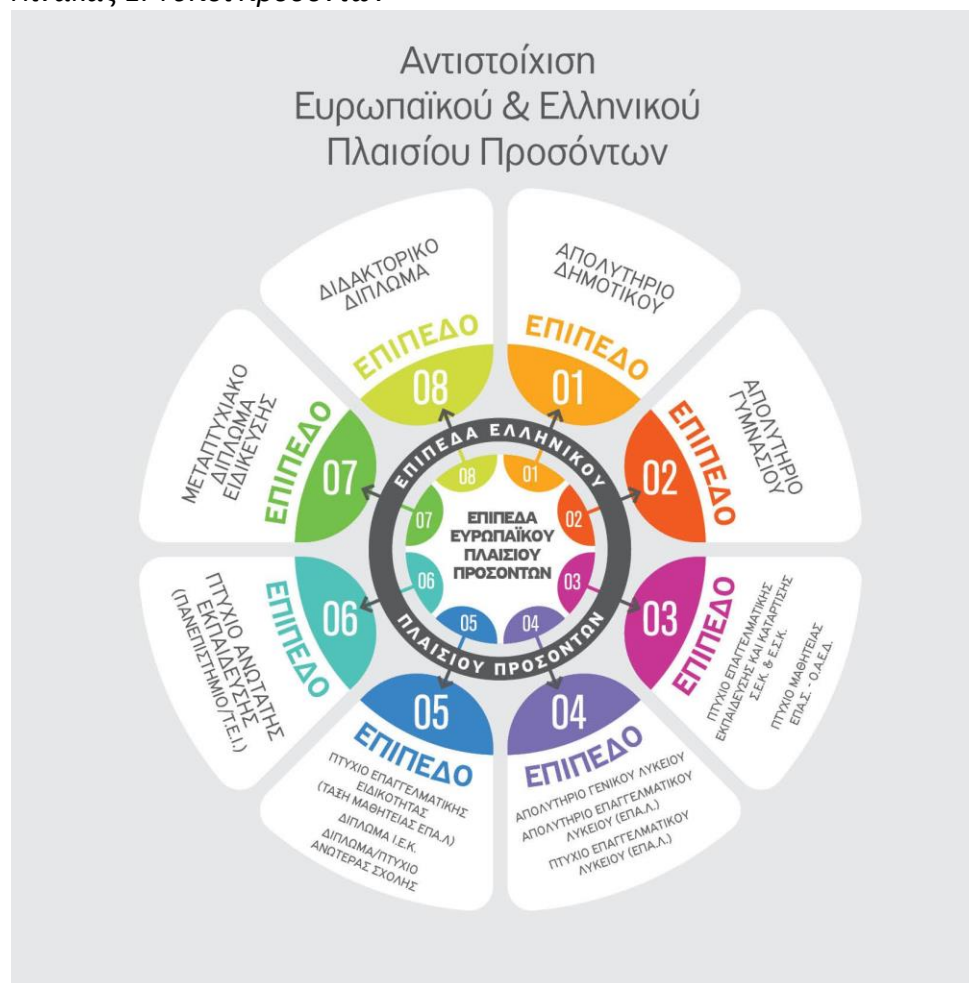 Αντιστοίχιση
Ευρωπαϊκού & Ελληνικού
Πλαισίου Προσόντων
ΑΠΟΛΥΤΗΡΙΟ
ΔΗΜΟΤΙΚΟΥ
ΕΠΙΠΕΔΟ
01
ΑΠΟΛΥΤΗΡΙΟ
ΓΥΜΝΑΣΙΟΥ
ΕΠΙΠΕΔΟ
02
ΕΠΙΠΕΔΟ
03
ΠΤΥΧΙΟ ΕΠΑΓΓΕΛΜΑΤΙΚΗΣ
ΕΚΠΑΙΔΕΥΣΗΣ ΚΑΙ ΚΑΤΑΡΤΙΣΗΣ
Σ.Ε.Κ. & Ε.Σ.Κ.
ΠΤΥΧΙΟ ΜΑΘΗΤΕΙΑΣ
ΕΠΑ.Σ. - Ο.Α.Ε.Δ.
04
ΕΠΙΠΕΔΟ
ΑΠΟΛΥΤΗΡΙΟ ΓΕΝΙΚΟΥ ΛΥΚΕΙΟΥ
ΑΠΟΛΥΤΗΡΙΟ ΕΠΑΓΓΕΛΜΑΤΙΚΟΥ
ΛΥΚΕΙΟΥ (ΕΠΑ.Λ.)
ΠΤΥΧΙΟ ΕΠΑΓΓΕΛΜΑΤΙΚΟΥ
ΛΥΚΕΙΟΥ (ΕΠΑ.Λ.)
05
ΕΠΙΠΕΔΟ
ΠΤΥΧΙΟ ΕΠΑΓΓΕΛΜΑΤΙΚΗΣ
ΕΙΔΙΚΟΤΗΤΑΣ
(ΤΑΞΗ ΜΑΘΗΤΕΙΑΣ ΕΠΑ.Λ)
ΔΙΠΛΩΜΑ Ι.Ε.Κ.
ΔΙΠΛΩΜΑ/ΠΤΥΧΙΟ
ΑΝΩΤΕΡΑΣ ΣΧΟΛΗΣ
06
ΕΠΙΠΕΔΟ
ΠΤΥΧΙΟ ΑΝΩΤΑΤΗΣ
ΕΚΠΑΙΔΕΥΣΗΣ
(ΠΑΝΕΠΙΣΤΗΜΙΟ/Τ.Ε.Ι.)
ΜΕΤΑΠΤΥΧΙΑΚΟ
ΔΙΠΛΩΜΑ
ΕΙΔΙΚΕΥΣΗΣ
ΕΠΙΠΕΔΟ
07
ΔΙΔΑΚΤΟΡΙΚΟ
ΔΙΠΛΩΜΑ
ΕΠΙΠΕΔΟ
08
ΕΠΙΠΕΔΑ ΕΛΛΗΝΙΚΟΥ
ΠΛΑΙΣΙΟΥ ΠΡΟΣΟΝΤΩΝ
01
02
03
04
05
06
07
08
ΕΠΙΠΕΔΑ
ΕΥΡΩΠΑΪΚΟΥ
ΠΛΑΙΣΙΟΥ
ΠΡΟΣΟΝΤΩΝ